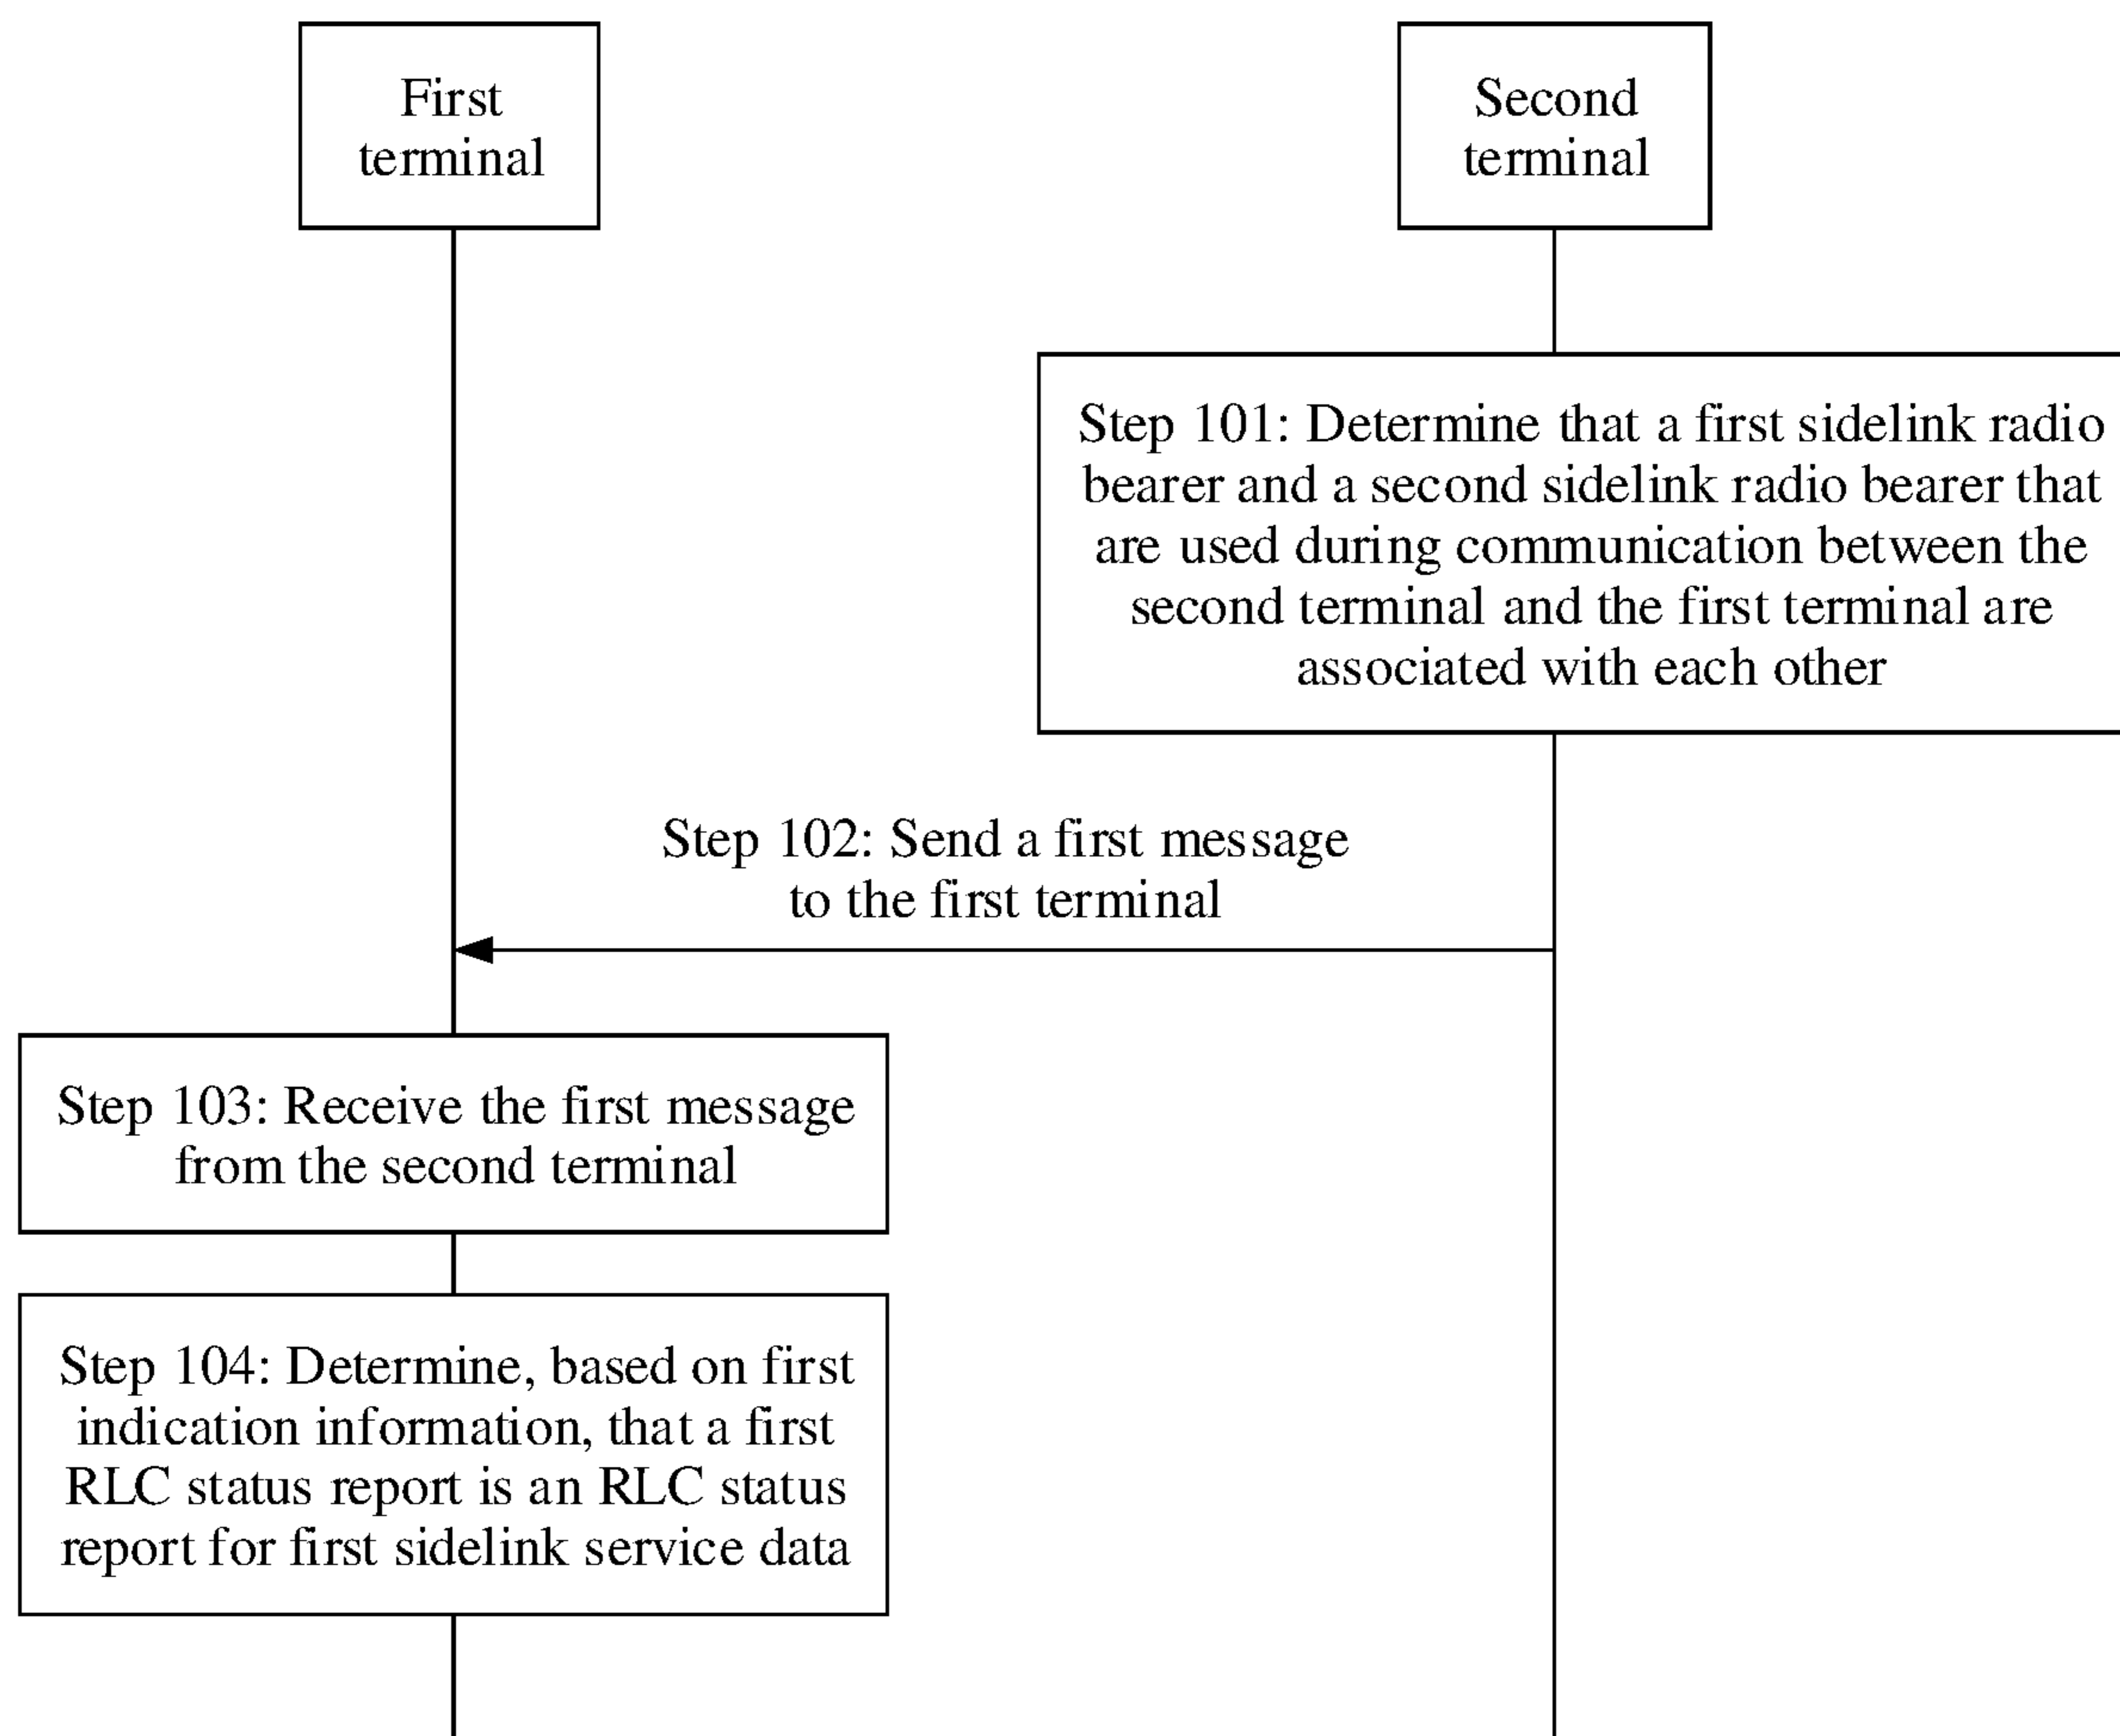 First
terminal
Second
terminal
Step 101: Determine that a first sidelink radio
bearer and a second sidelink radio bearer that
are used during communication between the
second terminal and the first terminal are
associated with each other
Step 102: Send a first message
to the first terminal
Step 103: Receive the first message
from the second terminal
Step 104: Determine, based on first
indication information, that a first
RLC status report is an RLC status
report for first sidelink service data